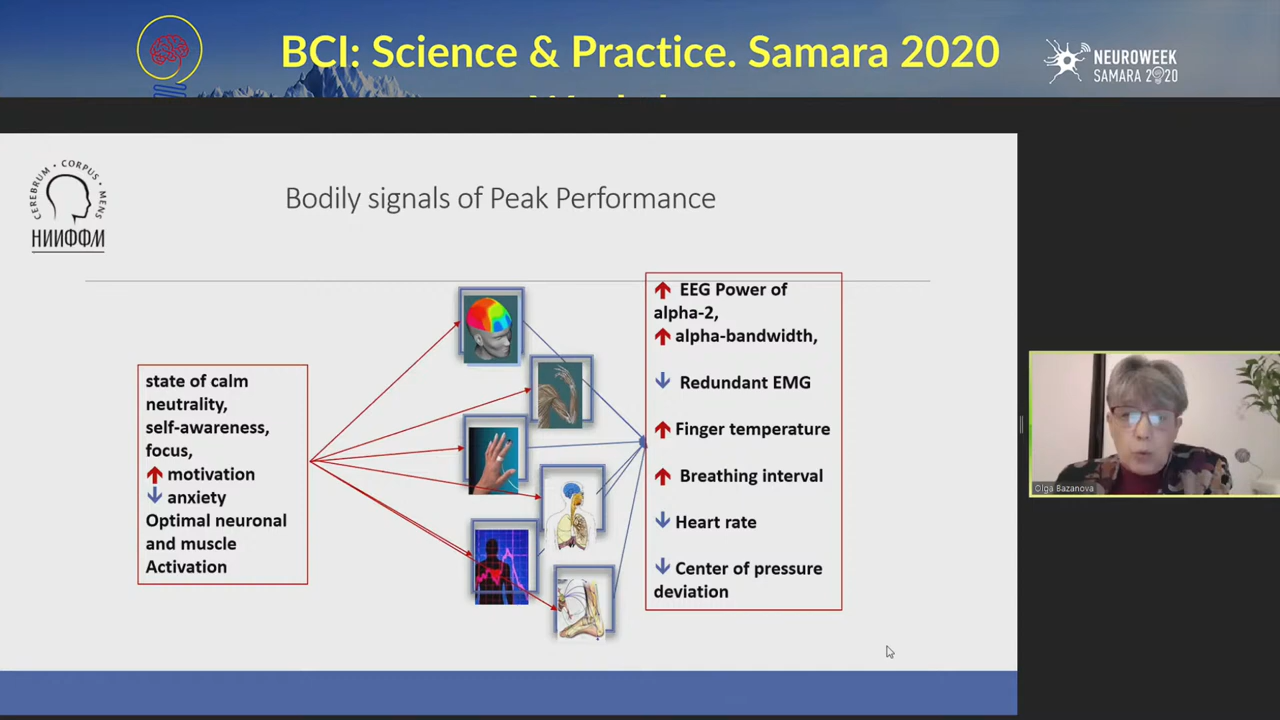 BCI: Science & Practice. Samara 2020
NEUROWEEK
SAMARA 2020
CEREBRUM • CORPUS • MENS
НИИФФМ
Bodily signals of Peak Performance
state of calm
neutrality,
self-awareness,
focus,
motivation
anxiety
Optimal neuronal
and muscle
Activation
EEG Power of
alpha-2,
alpha-bandwidth,
Redundant EMG
Finger temperature
Breathing interval
Heart rate
Center of pressure
deviation
Olga Bazanova